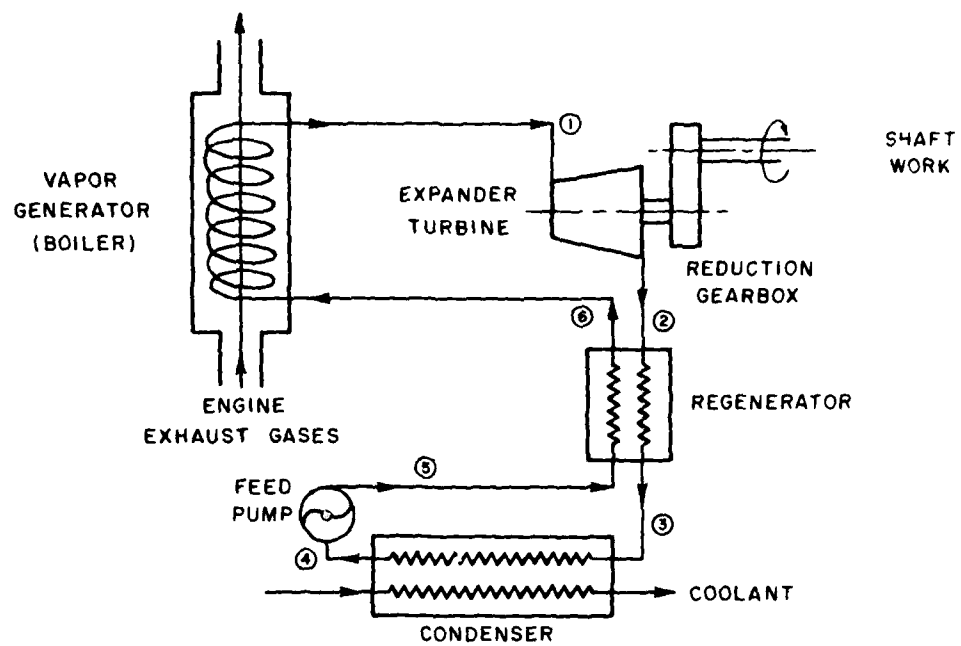 ①
SHAFT
WORK
VAPOR
GENERATOR
(BOILER)
EXPANDER
TURBINE
REDUCTION
GEARBOX
⑥
②
REGENERATOR
ENGINE
EXHAUST GASES
⑤
FEED
PUMP
③
④
COOLANT
CONDENSER